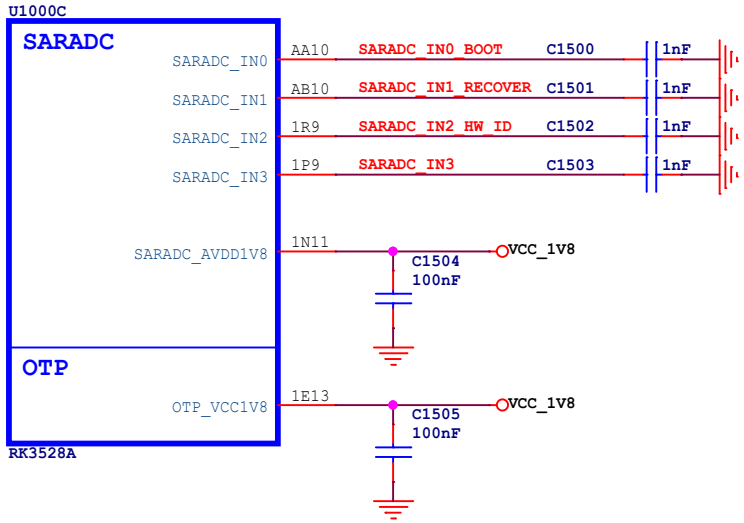 U1000C
SARADC
SARADC_IN0 AA10 SARADC_IN0_BOOT C1500 1nF
SARADC_IN1 AB10 SARADC_IN1_RECOVER C1501 1nF
SARADC_IN2 1R9 SARADC_IN2_HW_ID C1502 1nF
SARADC_IN3 1P9 SARADC_IN3 C1503 1nF
SARADC_AVDD1V8 1N11 VCC_1V8
C1504
100nF
OTP
OTP_VCC1V8 1E13 VCC_1V8
C1505
100nF
RK3528A